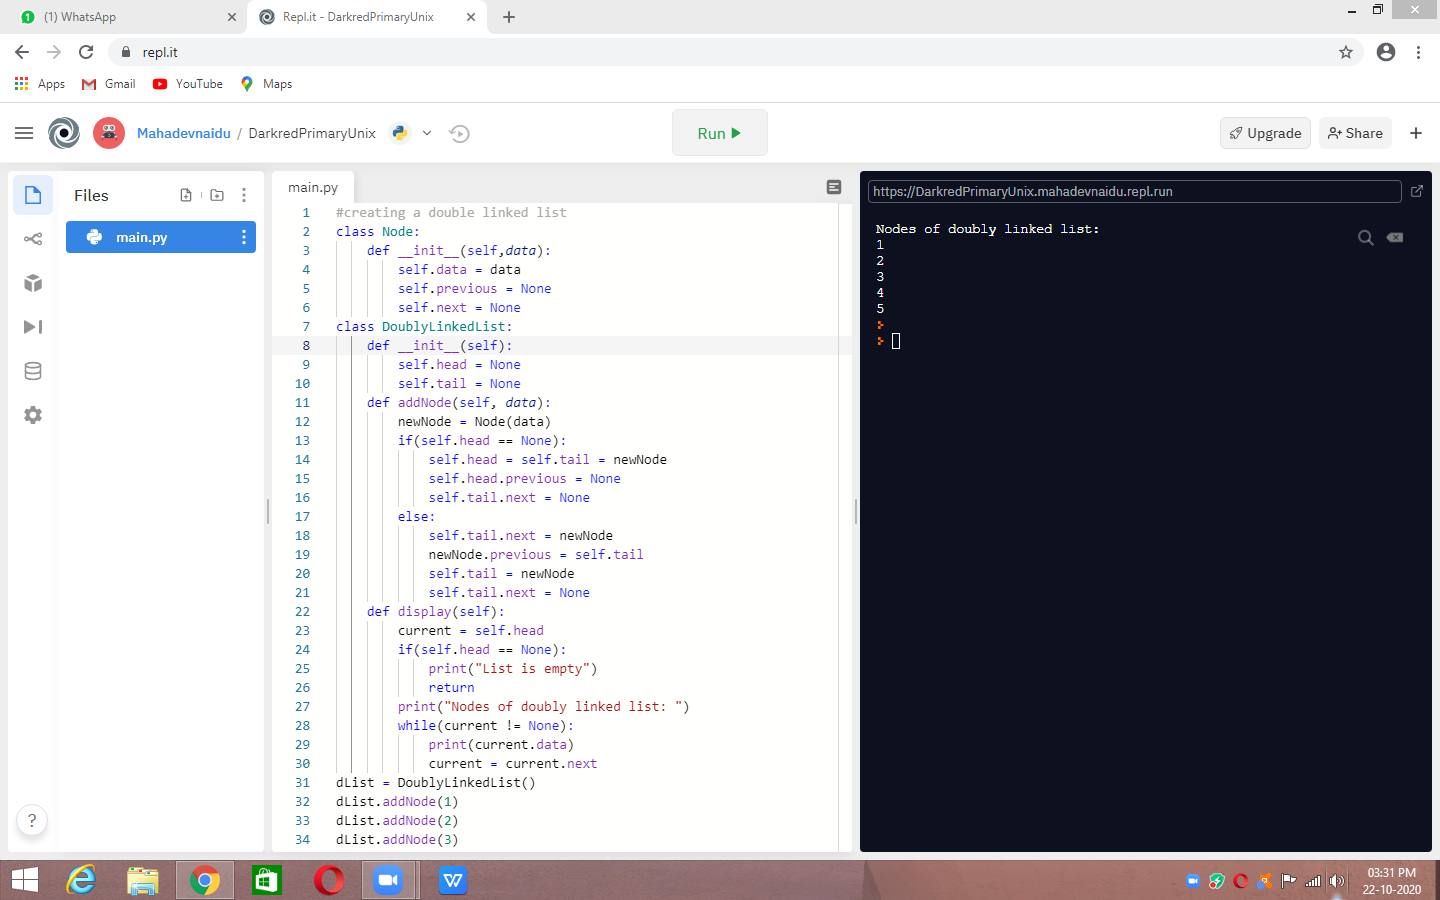 (1) WhatsApp
Repl.it - DarkredPrimaryUnix
repl.it
Apps
Gmail
YouTube
Maps
Mahadevnaidu / DarkredPrimaryUnix
Run
Upgrade
Share
Files
main.py
main.py
1 #creating a double linked list
2 class Node:
3     def __init__(self,data):
4         self.data = data
5         self.previous = None
6         self.next = None
7 class DoublyLinkedList:
8     def __init__(self):
9         self.head = None
10         self.tail = None
11     def addNode(self, data):
12         newNode = Node(data)
13         if(self.head == None):
14             self.head = self.tail = newNode
15             self.head.previous = None
16             self.tail.next = None
17         else:
18             self.tail.next = newNode
19             newNode.previous = self.tail
20             self.tail = newNode
21             self.tail.next = None
22     def display(self):
23         current = self.head
24         if(self.head == None):
25             print("List is empty")
26             return
27         print("Nodes of doubly linked list: ")
28         while(current != None):
29             print(current.data)
30             current = current.next
31 dList = DoublyLinkedList()
32 dList.addNode(1)
33 dList.addNode(2)
34 dList.addNode(3)
https://DarkredPrimaryUnix.mahadevnaidu.repl.run
Nodes of doubly linked list:
1
2
3
4
5
?
03:31 PM
22-10-2020